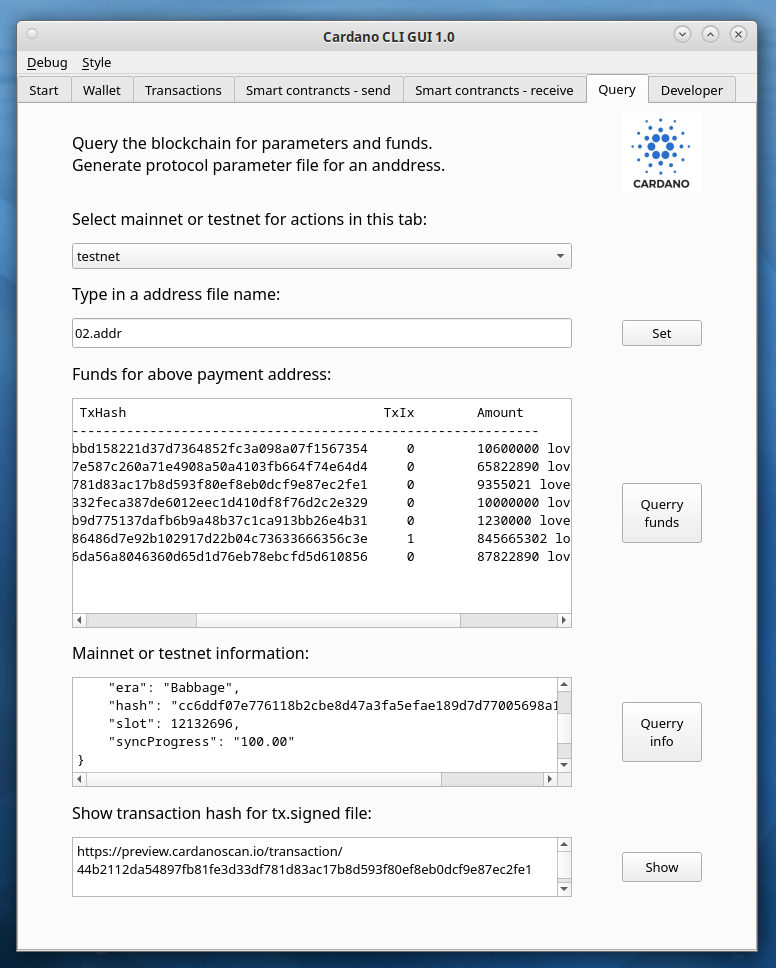 Cardano CLI GUI 1.0
Debug Style
Start Wallet Transactions Smart contrancts - send Smart contrancts - receive Query Developer
Query the blockchain for parameters and funds.
Generate protocol parameter file for an anddress.
CARDANO
Select mainnet or testnet for actions in this tab:
testnet
Type in a address file name:
02.addr
Set
Funds for above payment address:
TxHash TxIx Amount
------------------------------------------------------------
bbd158221d37d7364852fc3a098a07f1567354 0 10600000 lov
7e587c260a71e4908a50a4103fb664f74e64d4 0 65822890 lov
781d83ac17b8d593f80ef8eb0dcf9e87ec2fe1 0 9355021 love
332feca387de6012eec1d410df8f76d2c2e329 0 10000000 lov
b9d775137dafb6b9a48b37c1ca913bb26e4b31 0 1230000 love
86486d7e92b102917d22b04c73633666356c3e 1 845665302 lo
6da56a8046360d65d1d76eb78ebcfd5d610856 0 87822890 lov
Querry
funds
Mainnet or testnet information:
"era": "Babbage",
"hash": "cc6ddf07e776118b2cbe8d47a3fa5efae189d7d77005698a1
"slot": 12132696,
"syncProgress": "100.00"
}
Querry
info
Show transaction hash for tx.signed file:
https://preview.cardanoscan.io/transaction/
44b2112da54897fb81fe3d33df781d83ac17b8d593f80ef8eb0dcf9e87ec2fe1
Show